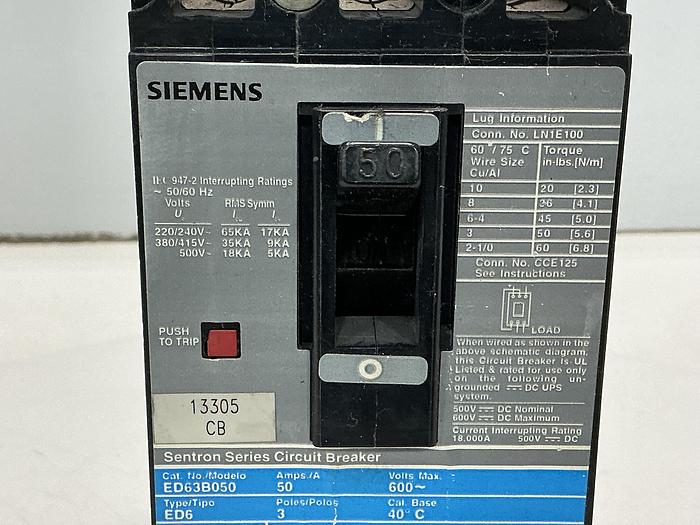 SIEMENS
50
947-2 Interrupting Ratings
~ 50/60 Hz
Volts RMS Symm
220/240V~ 65KA 17KA
380/415V~ 35KA 9KA
500V~ 18KA 5KA
PUSH
TO TRIP
13305
CB
Lug Information
Conn. No. LN1E100
60°/75 C Torque
Wire Size in-lbs.[N/m]
Cu/Al
10 20 [2.3]
8 36 [4.1]
6-4 45 [5.0]
3 50 [5.6]
2-1/0 60 [6.8]
Conn. No. CCE125
See Instructions
LOAD
When wired as shown in the
above schematic diagram,
this Circuit Breaker is UL
Listed & rated for use only
on the following un-
grounded ⎓ DC UPS
system.
500V ⎓ DC Nominal
600V ⎓ DC Maximum
Current Interrupting Rating
18,000A 500V ⎓ DC
Sentron Series Circuit Breaker
Cat. No./Modelo Amps./A Volts Max.
ED63B050 50 600~
Type/Tipo Poles/Polos Cal. Base
ED6 3 40° C